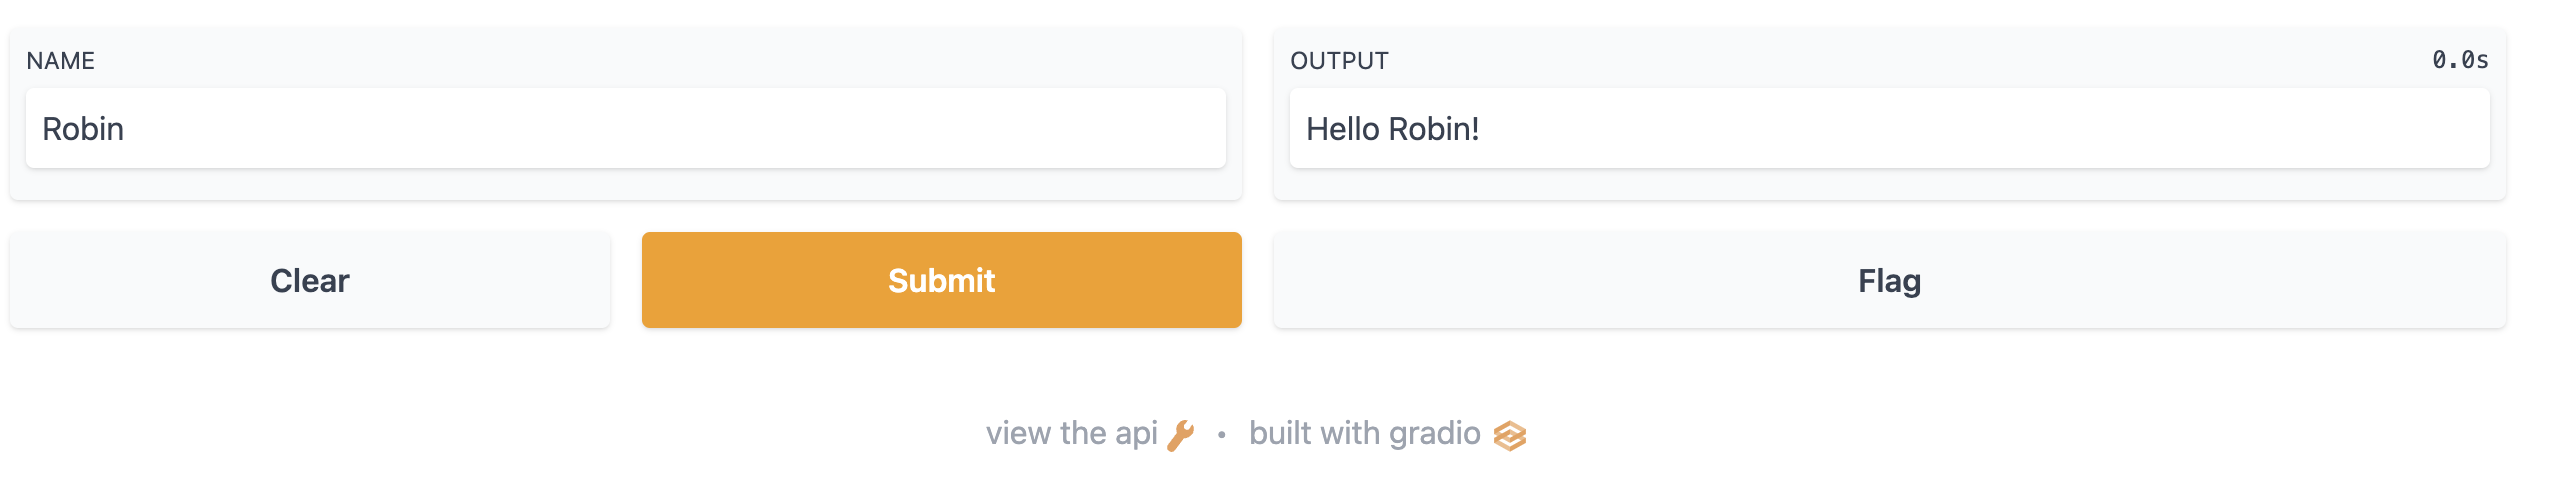 NAME
Robin
OUTPUT 0.0s
Hello Robin!
Clear
Submit
Flag
view the api • built with gradio